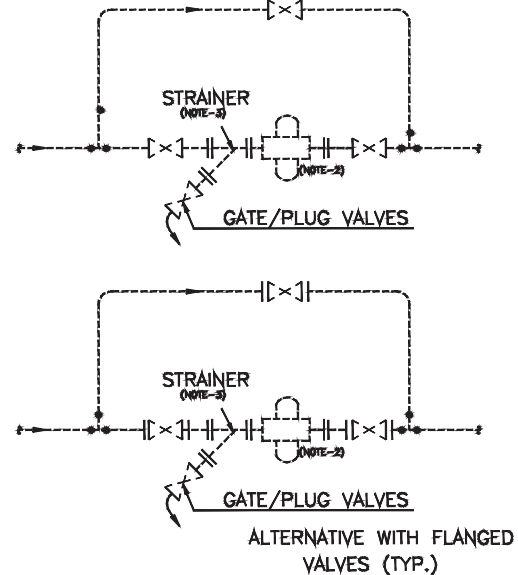 STRAINER
(NOTE-3)
(NOTE-2)
GATE/PLUG VALVES
STRAINER
(NOTE-3)
(NOTE-2)
GATE/PLUG VALVES
ALTERNATIVE WITH FLANGED
VALVES (TYP.)